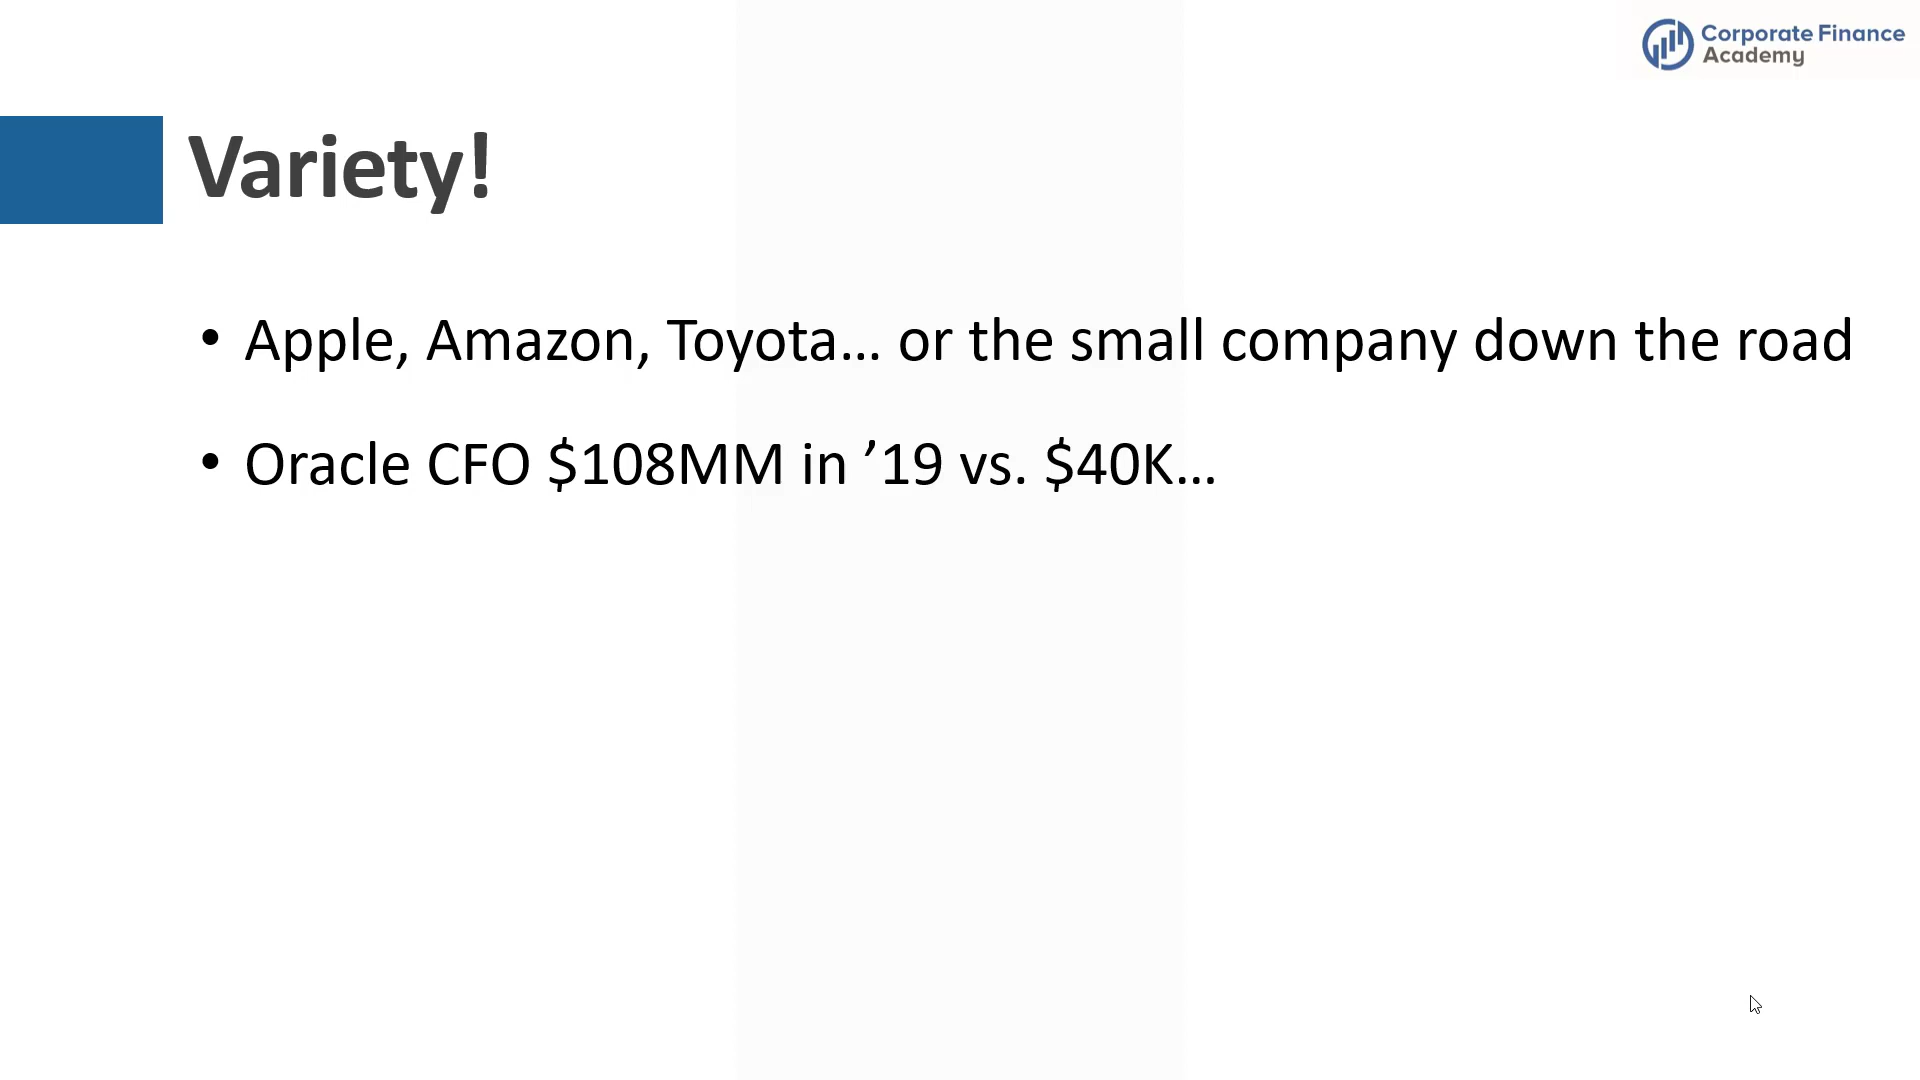 Corporate Finance
Academy
Variety!
• Apple, Amazon, Toyota… or the small company down the road
• Oracle CFO $108MM in ’19 vs. $40K…